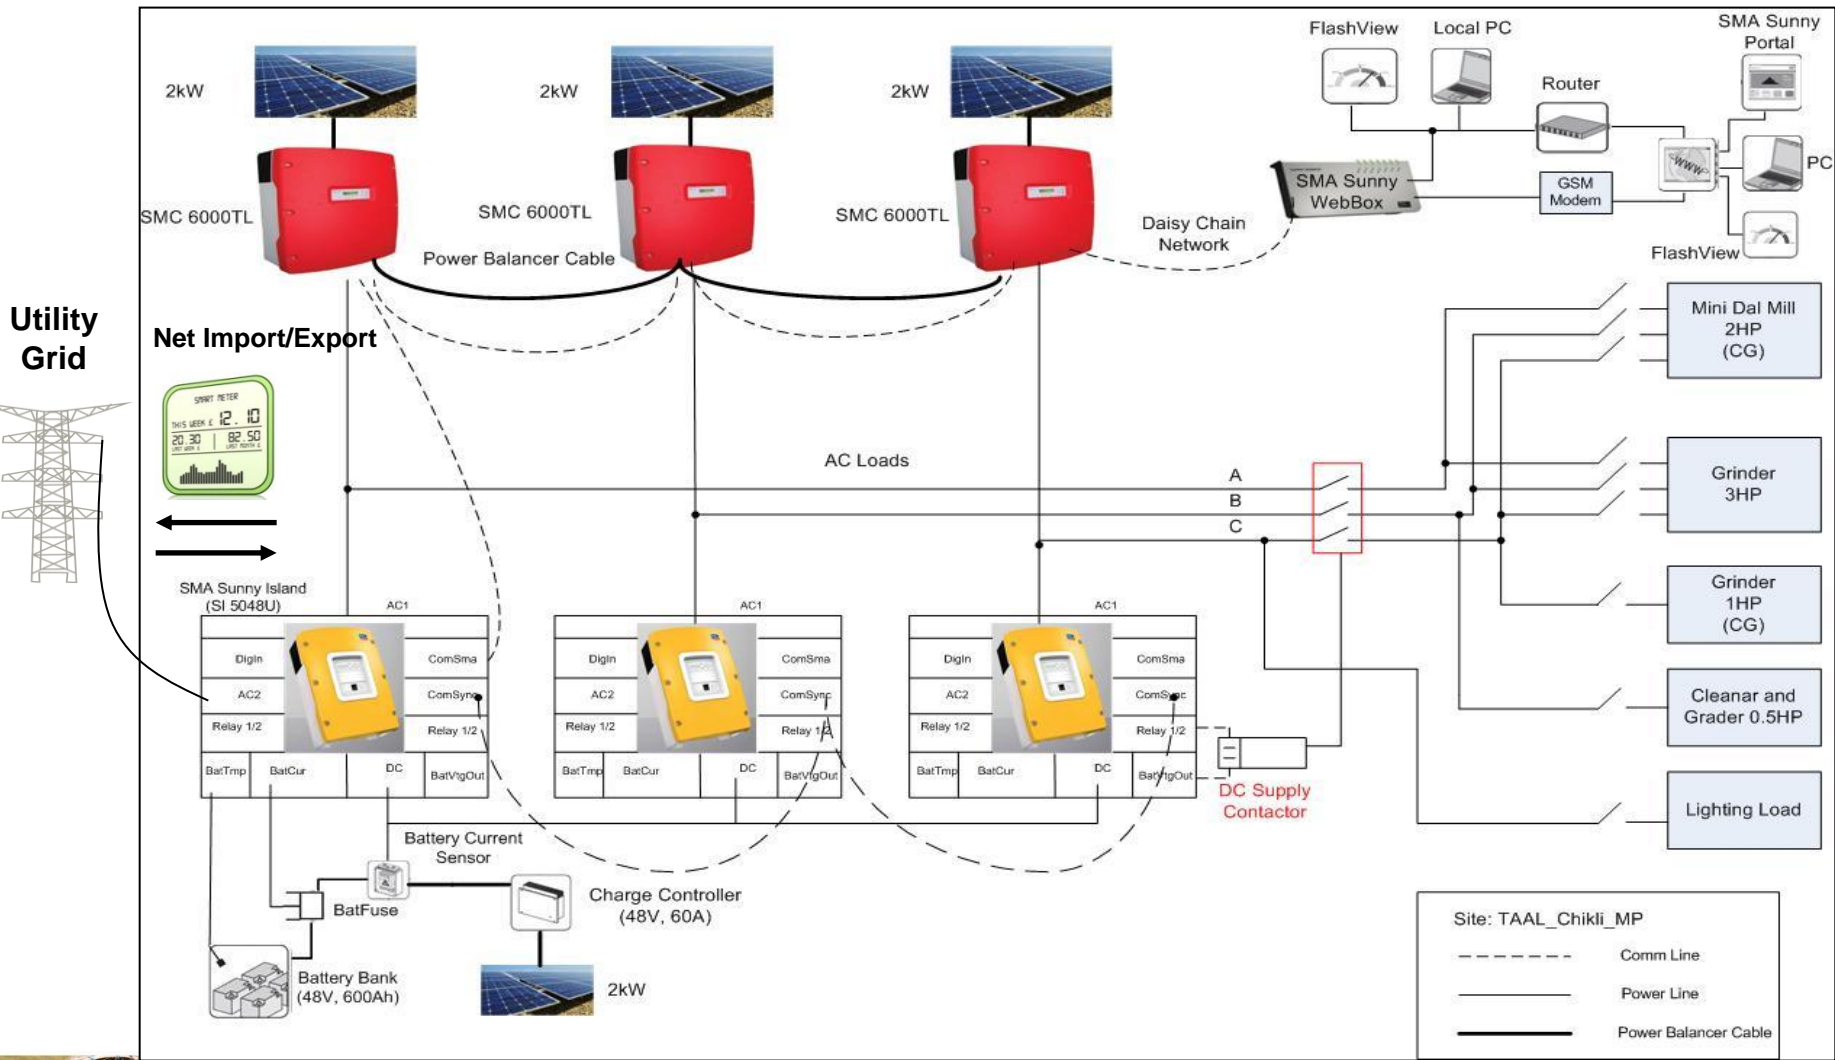 FlashView
Local PC
SMA Sunny
Portal
Router
2kW
2kW
2kW
PC
SMA Sunny
WebBox
GSM
Modem
WWW
SMC 6000TL
SMC 6000TL
SMC 6000TL
Daisy Chain
Network
Power Balancer Cable
FlashView
Utility
Grid
Net Import/Export
Mini Dal Mill
2HP
(CG)
SMART METER
THIS WEEK £ 12.10
20.30 82.50
LAST WEEK £ LAST MONTH £
AC Loads
A
B
C
Grinder
3HP
SMA Sunny Island
(SI 5048U)
AC1
AC1
AC1
Grinder
1HP
(CG)
DigIn
ComSma
AC2
ComSync
Relay 1/2
Relay 1/2
BatTmp
BatCur
DC
BatVtgOut
DigIn
ComSma
AC2
ComSync
Relay 1/2
Relay 1/2
BatTmp
BatCur
DC
BatVtgOut
DigIn
ComSma
AC2
ComSync
Relay 1/2
Relay 1/2
BatTmp
BatCur
DC
BatVtgOut
Cleanar and
Grader 0.5HP
DC Supply
Contactor
Lighting Load
Battery Current
Sensor
BatFuse
Charge Controller
(48V, 60A)
Battery Bank
(48V, 600Ah)
2kW
Site: TAAL_Chikli_MP
Comm Line
Power Line
Power Balancer Cable